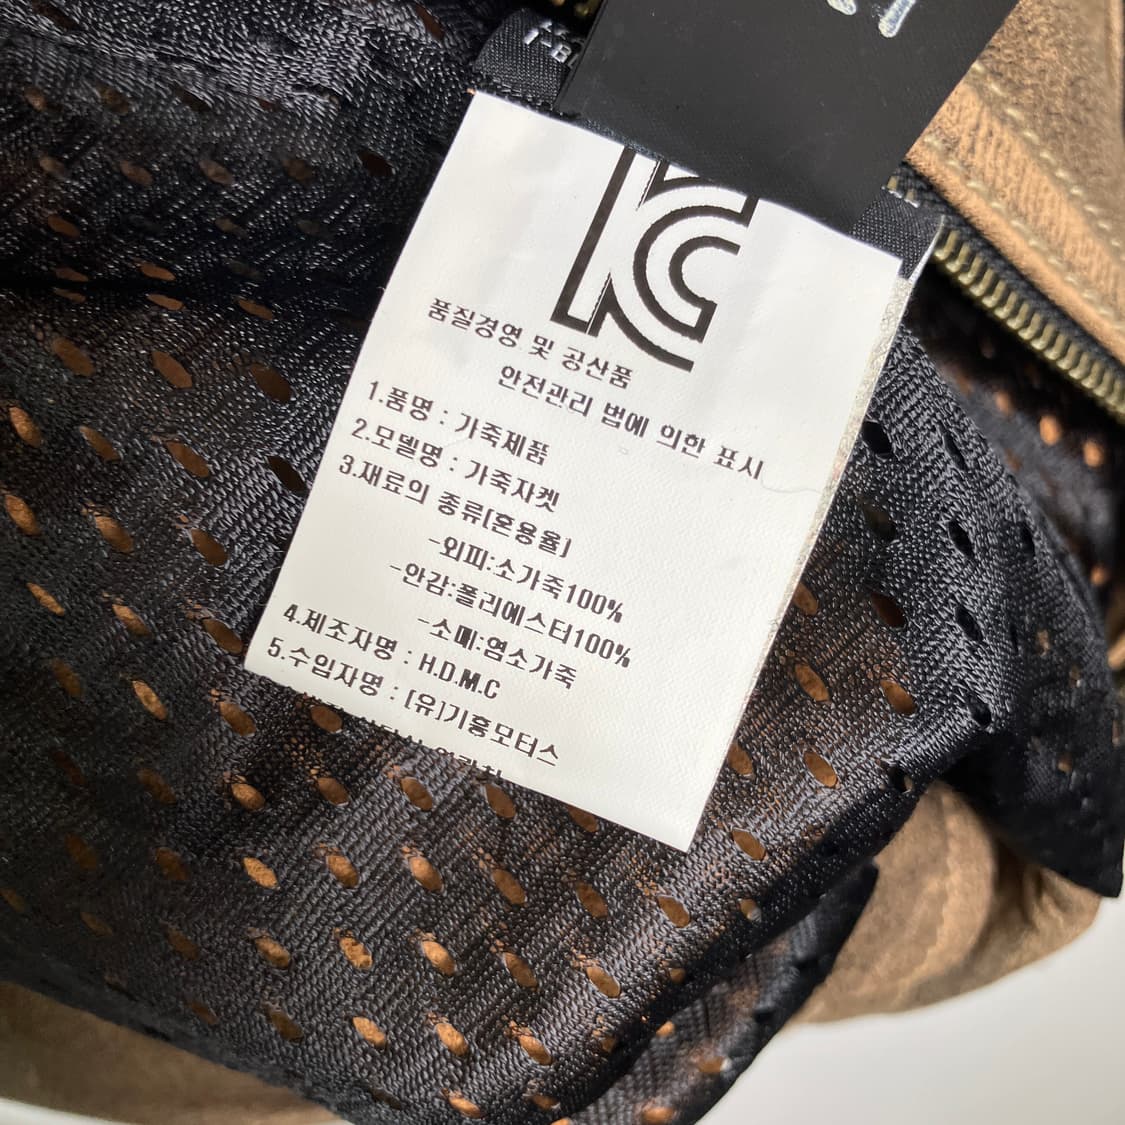 KC
품질경영 및 공산품
안전관리 법에 의한 표시
1.품명 : 가죽제품
2.모델명 : 가죽자켓
3.재료의 종류[혼용율]
-외피:소가죽100%
-안감:폴리에스터100%
-소매:염소가죽
4.제조자명 : H.D.M.C
5.수입자명 : [유]기흥모터스